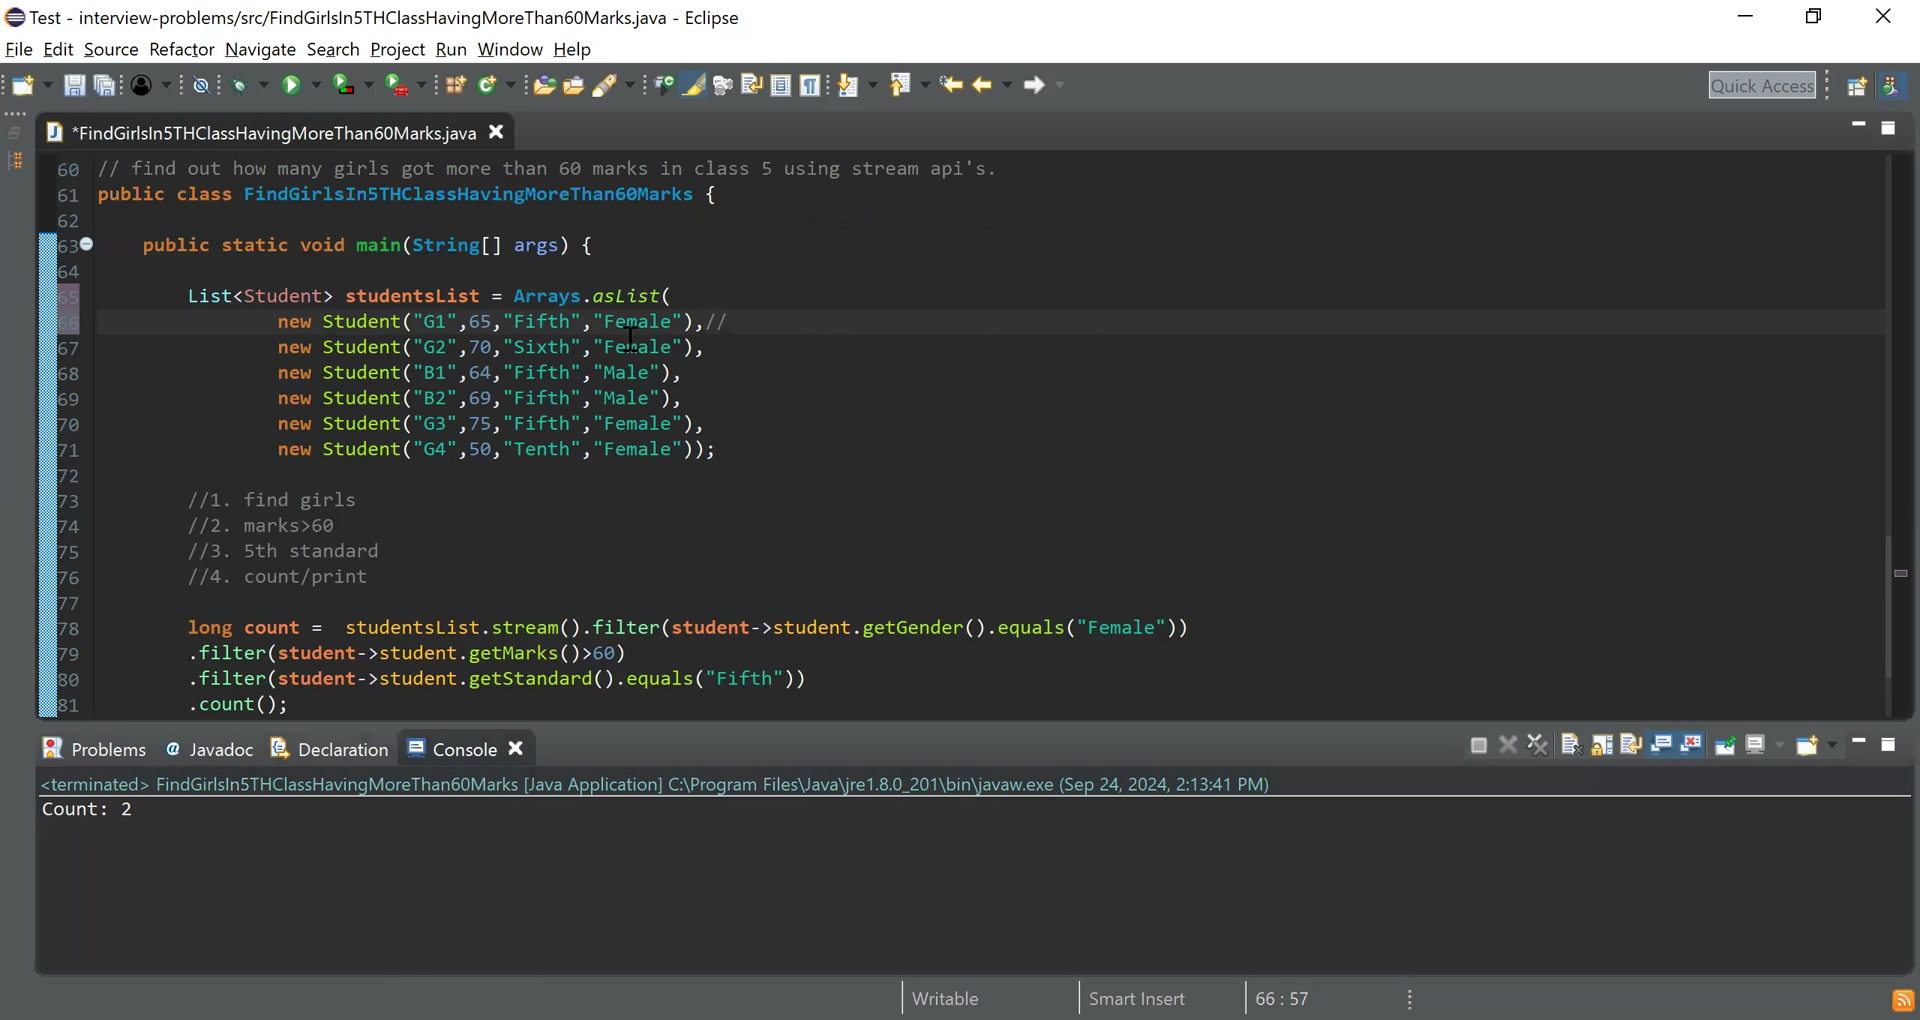 Test - interview-problems/src/FindGirlsIn5THClassHavingMoreThan60Marks.java - Eclipse
File Edit Source Refactor Navigate Search Project Run Window Help
Quick Access
*FindGirlsIn5THClassHavingMoreThan60Marks.java
60 // find out how many girls got more than 60 marks in class 5 using stream api's.
61 public class FindGirlsIn5THClassHavingMoreThan60Marks {
62
63 public static void main(String[] args) {
64
65 List<Student> studentsList = Arrays.asList(
66 new Student("G1",65,"Fifth","Female"),//
67 new Student("G2",70,"Sixth","Female"),
68 new Student("B1",64,"Fifth","Male"),
69 new Student("B2",69,"Fifth","Male"),
70 new Student("G3",75,"Fifth","Female"),
71 new Student("G4",50,"Tenth","Female"));
72
73 //1. find girls
74 //2. marks>60
75 //3. 5th standard
76 //4. count/print
77
78 long count = studentsList.stream().filter(student->student.getGender().equals("Female"))
79 .filter(student->student.getMarks()>60)
80 .filter(student->student.getStandard().equals("Fifth"))
81 .count();
Problems @ Javadoc Declaration Console
<terminated> FindGirlsIn5THClassHavingMoreThan60Marks [Java Application] C:\Program Files\Java\jre1.8.0_201\bin\javaw.exe (Sep 24, 2024, 2:13:41 PM)
Count: 2
Writable Smart Insert 66 : 57